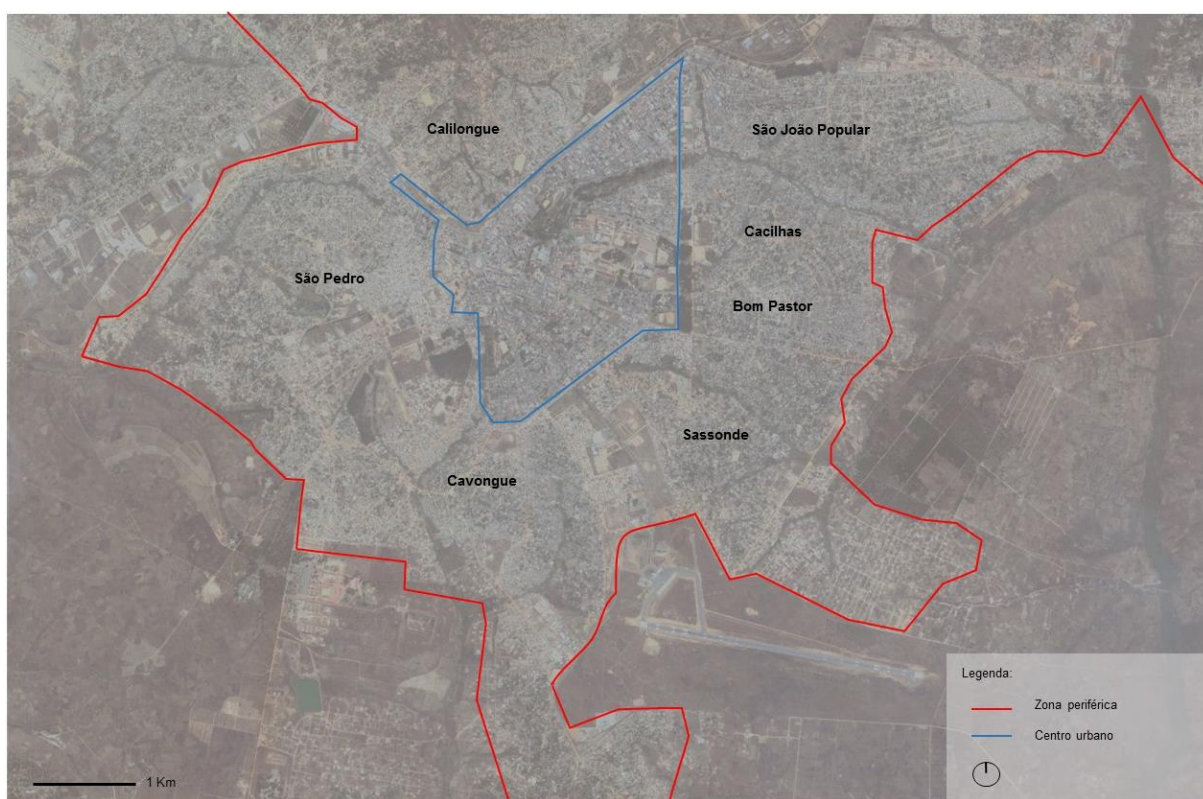 Calilongue
São João Popular
Cacilhas
São Pedro
Bom Pastor
Sassonde
Cavongue
Legenda:
Zona periférica
Centro urbano
1 Km